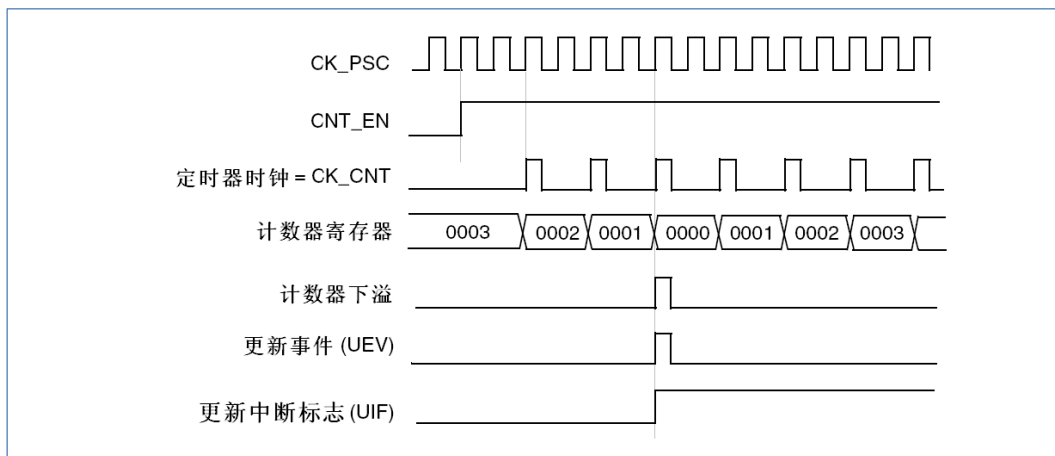 CK_PSC
CNT_EN
定时器时钟 = CK_CNT
计数器寄存器 0003 0002 0001 0000 0001 0002 0003
计数器下溢
更新事件 (UEV)
更新中断标志 (UIF)